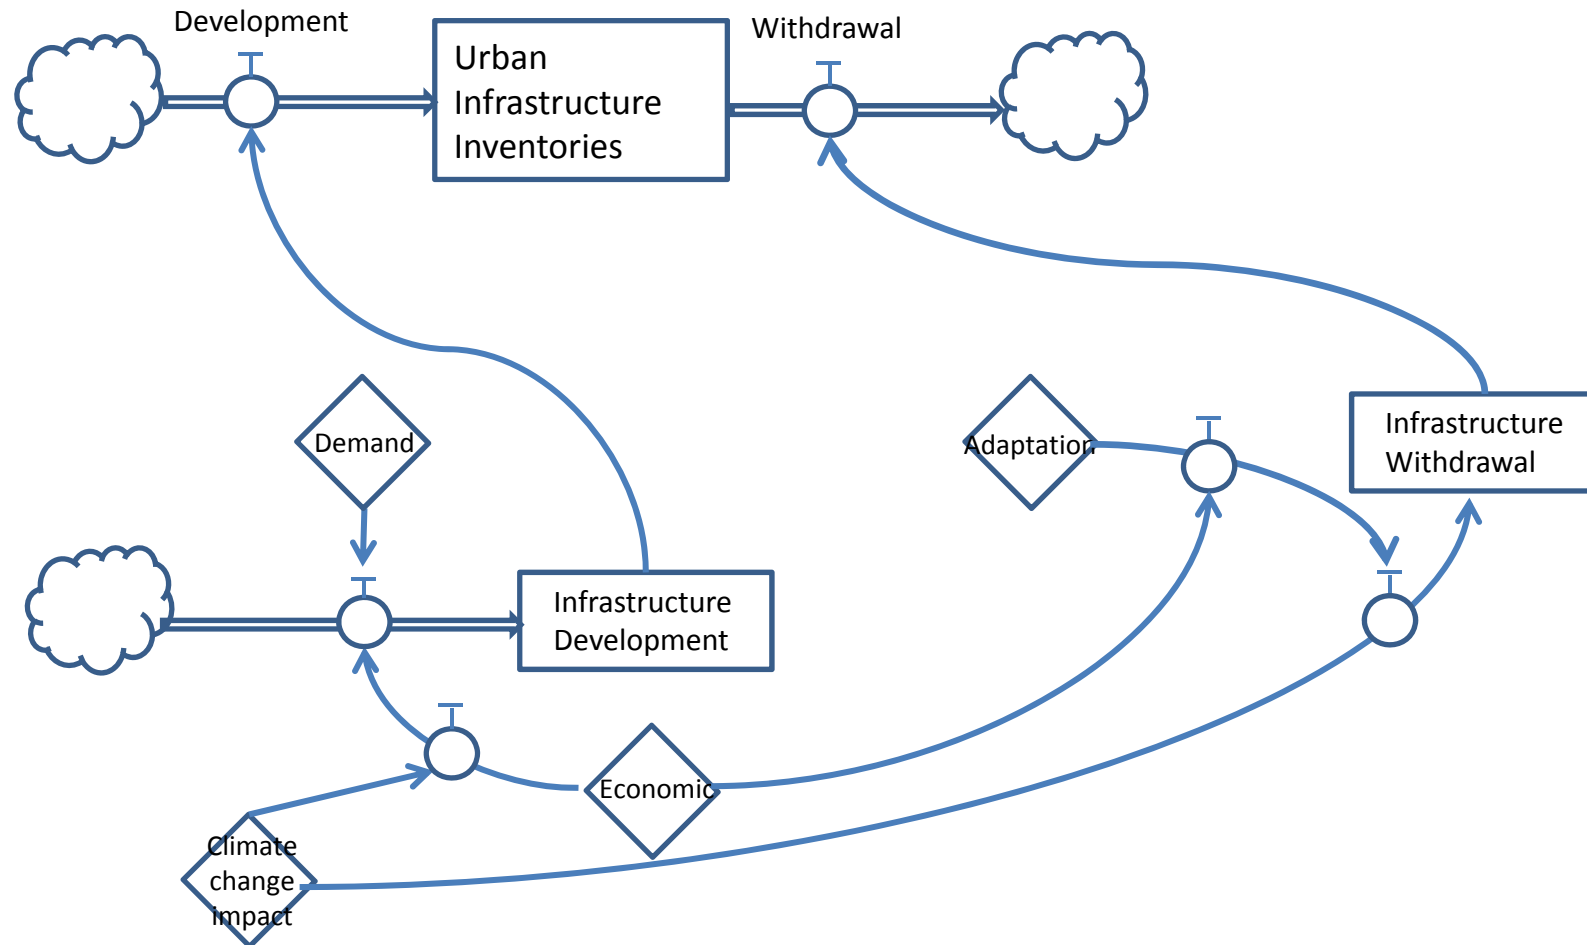 Development
Withdrawal
Urban
Infrastructure
Inventories
Demand
Adaptation
Infrastructure
Withdrawal
Infrastructure
Development
Economic
Climate
change
impact